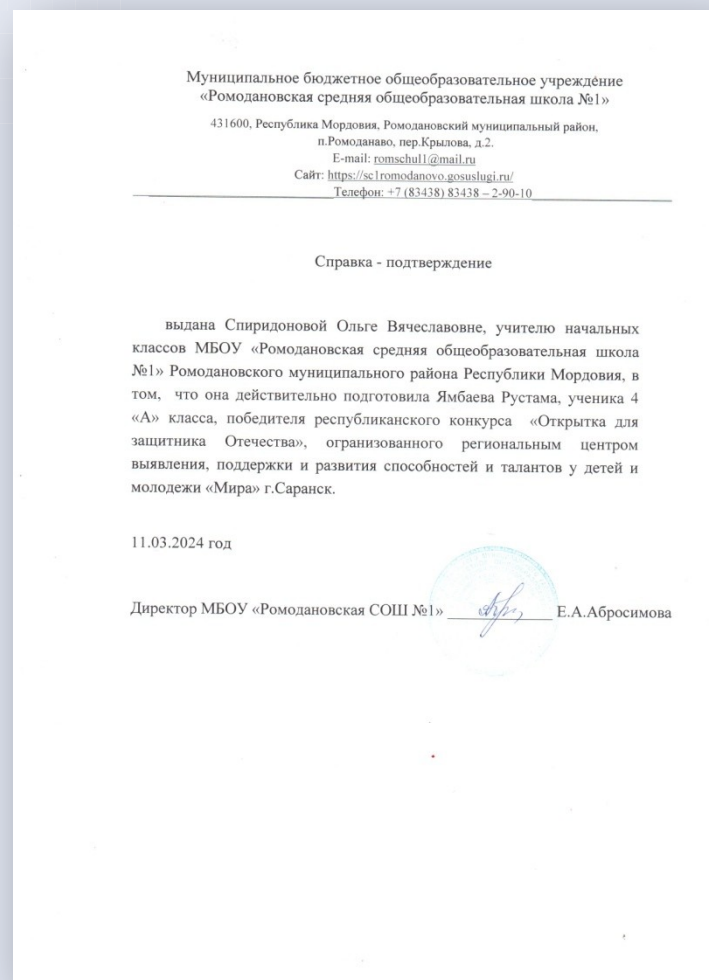 Муниципальное бюджетное общеобразовательное учреждение
«Ромодановская средняя общеобразовательная школа №1»
431600, Республика Мордовия, Ромодановский муниципальный район,
п.Ромоданаво, пер.Крылова, д.2.
E-mail: romschul1@mail.ru
Сайт: https://sc1romodanovo.gosuslugi.ru/
Телефон: +7 (83438) 83438 – 2-90-10
Справка - подтверждение
выдана Спиридоновой Ольге Вячеславовне, учителю начальных
классов МБОУ «Ромодановская средняя общеобразовательная школа
№1» Ромодановского муниципального района Республики Мордовия, в
том, что она действительно подготовила Ямбаева Рустама, ученика 4
«А» класса, победителя республиканского конкурса «Открытка для
защитника Отечества», огранизованного региональным центром
выявления, поддержки и развития способностей и талантов у детей и
молодежи «Мира» г.Саранск.
11.03.2024 год
Директор МБОУ «Ромодановская СОШ №1» ____________ Е.А.Абросимова